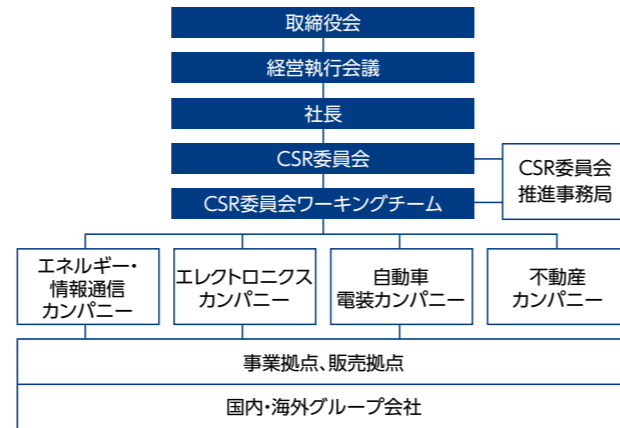 取締役会
経営執行会議
社長
CSR委員会
CSR委員会
推進事務局
CSR委員会ワーキングチーム
エネルギー・
情報通信
カンパニー
エレクトロニクス
カンパニー
自動車
電装カンパニー
不動産
カンパニー
事業拠点、販売拠点
国内・海外グループ会社